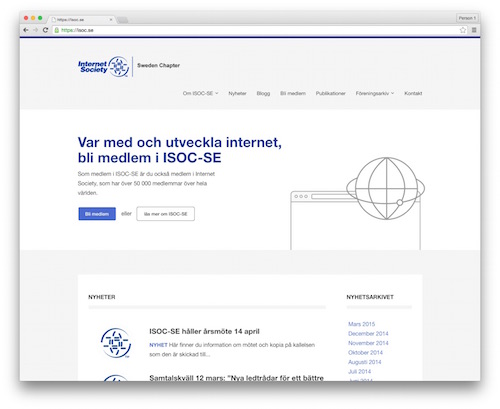 https://isoc.se
Person 1
https://isoc.se
Internet
Society
Sweden Chapter
Om ISOC-SE
Nyheter
Blogg
Bli medlem
Publikationer
Föreningsarkiv
Kontakt
Var med och utveckla internet,
bli medlem i ISOC-SE
Som medlem i ISOC-SE är du också medlem i Internet
Society, som har över 50 000 medlemmar över hela
världen.
Bli medlem
eller
läs mer om ISOC-SE
NYHETER
ISOC-SE håller årsmöte 14 april
NYHET Här finner du information om mötet och kopia på kallelsen
som den är skickad till...
Samtalskväll 12 mars: "Nya ledtrådar för ett bättre
NYHETSARKIVET
Mars 2015
December 2014
November 2014
Oktober 2014
Augusti 2014
Juli 2014
Juni 2014